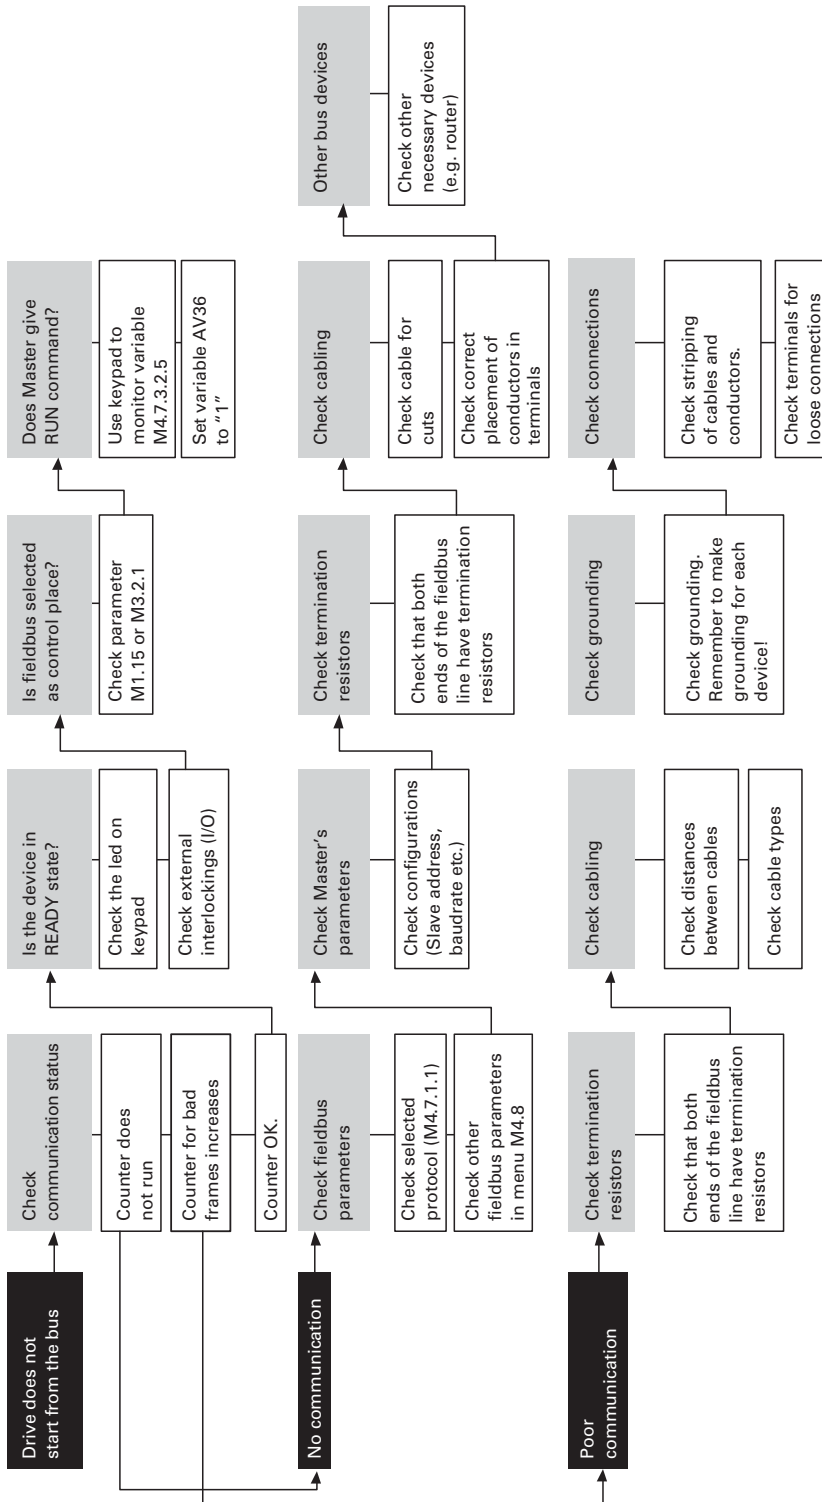 Drive does not
start from the bus
Check
communication status
Counter does
not run
Counter for bad
frames increases
Counter OK.
Is the device in
READY state?
Check the led on
keypad
Check external
interlockings (I/O)
Is fieldbus selected
as control place?
Check parameter
M1.15 or M3.2.1
Does Master give
RUN command?
Use keypad to
monitor variable
M4.7.3.2.5
Set variable AV36
to “1”
No communication
Check fieldbus
parameters
Check selected
protocol (M4.7.1.1)
Check other
fieldbus parameters
in menu M4.8
Check Master’s
parameters
Check configurations
(Slave address,
baudrate etc.)
Check termination
resistors
Check that both
ends of the fieldbus
line have termination
resistors
Check cabling
Check cable for
cuts
Check correct
placement of
conductors in
terminals
Other bus devices
Check other
necessary devices
(e.g. router)
Poor
communication
Check termination
resistors
Check that both
ends of the fieldbus
line have termination
resistors
Check cabling
Check distances
between cables
Check cable types
Check grounding
Check grounding.
Remember to make
grounding for each
device!
Check connections
Check stripping
of cables and
conductors.
Check terminals for
loose connections